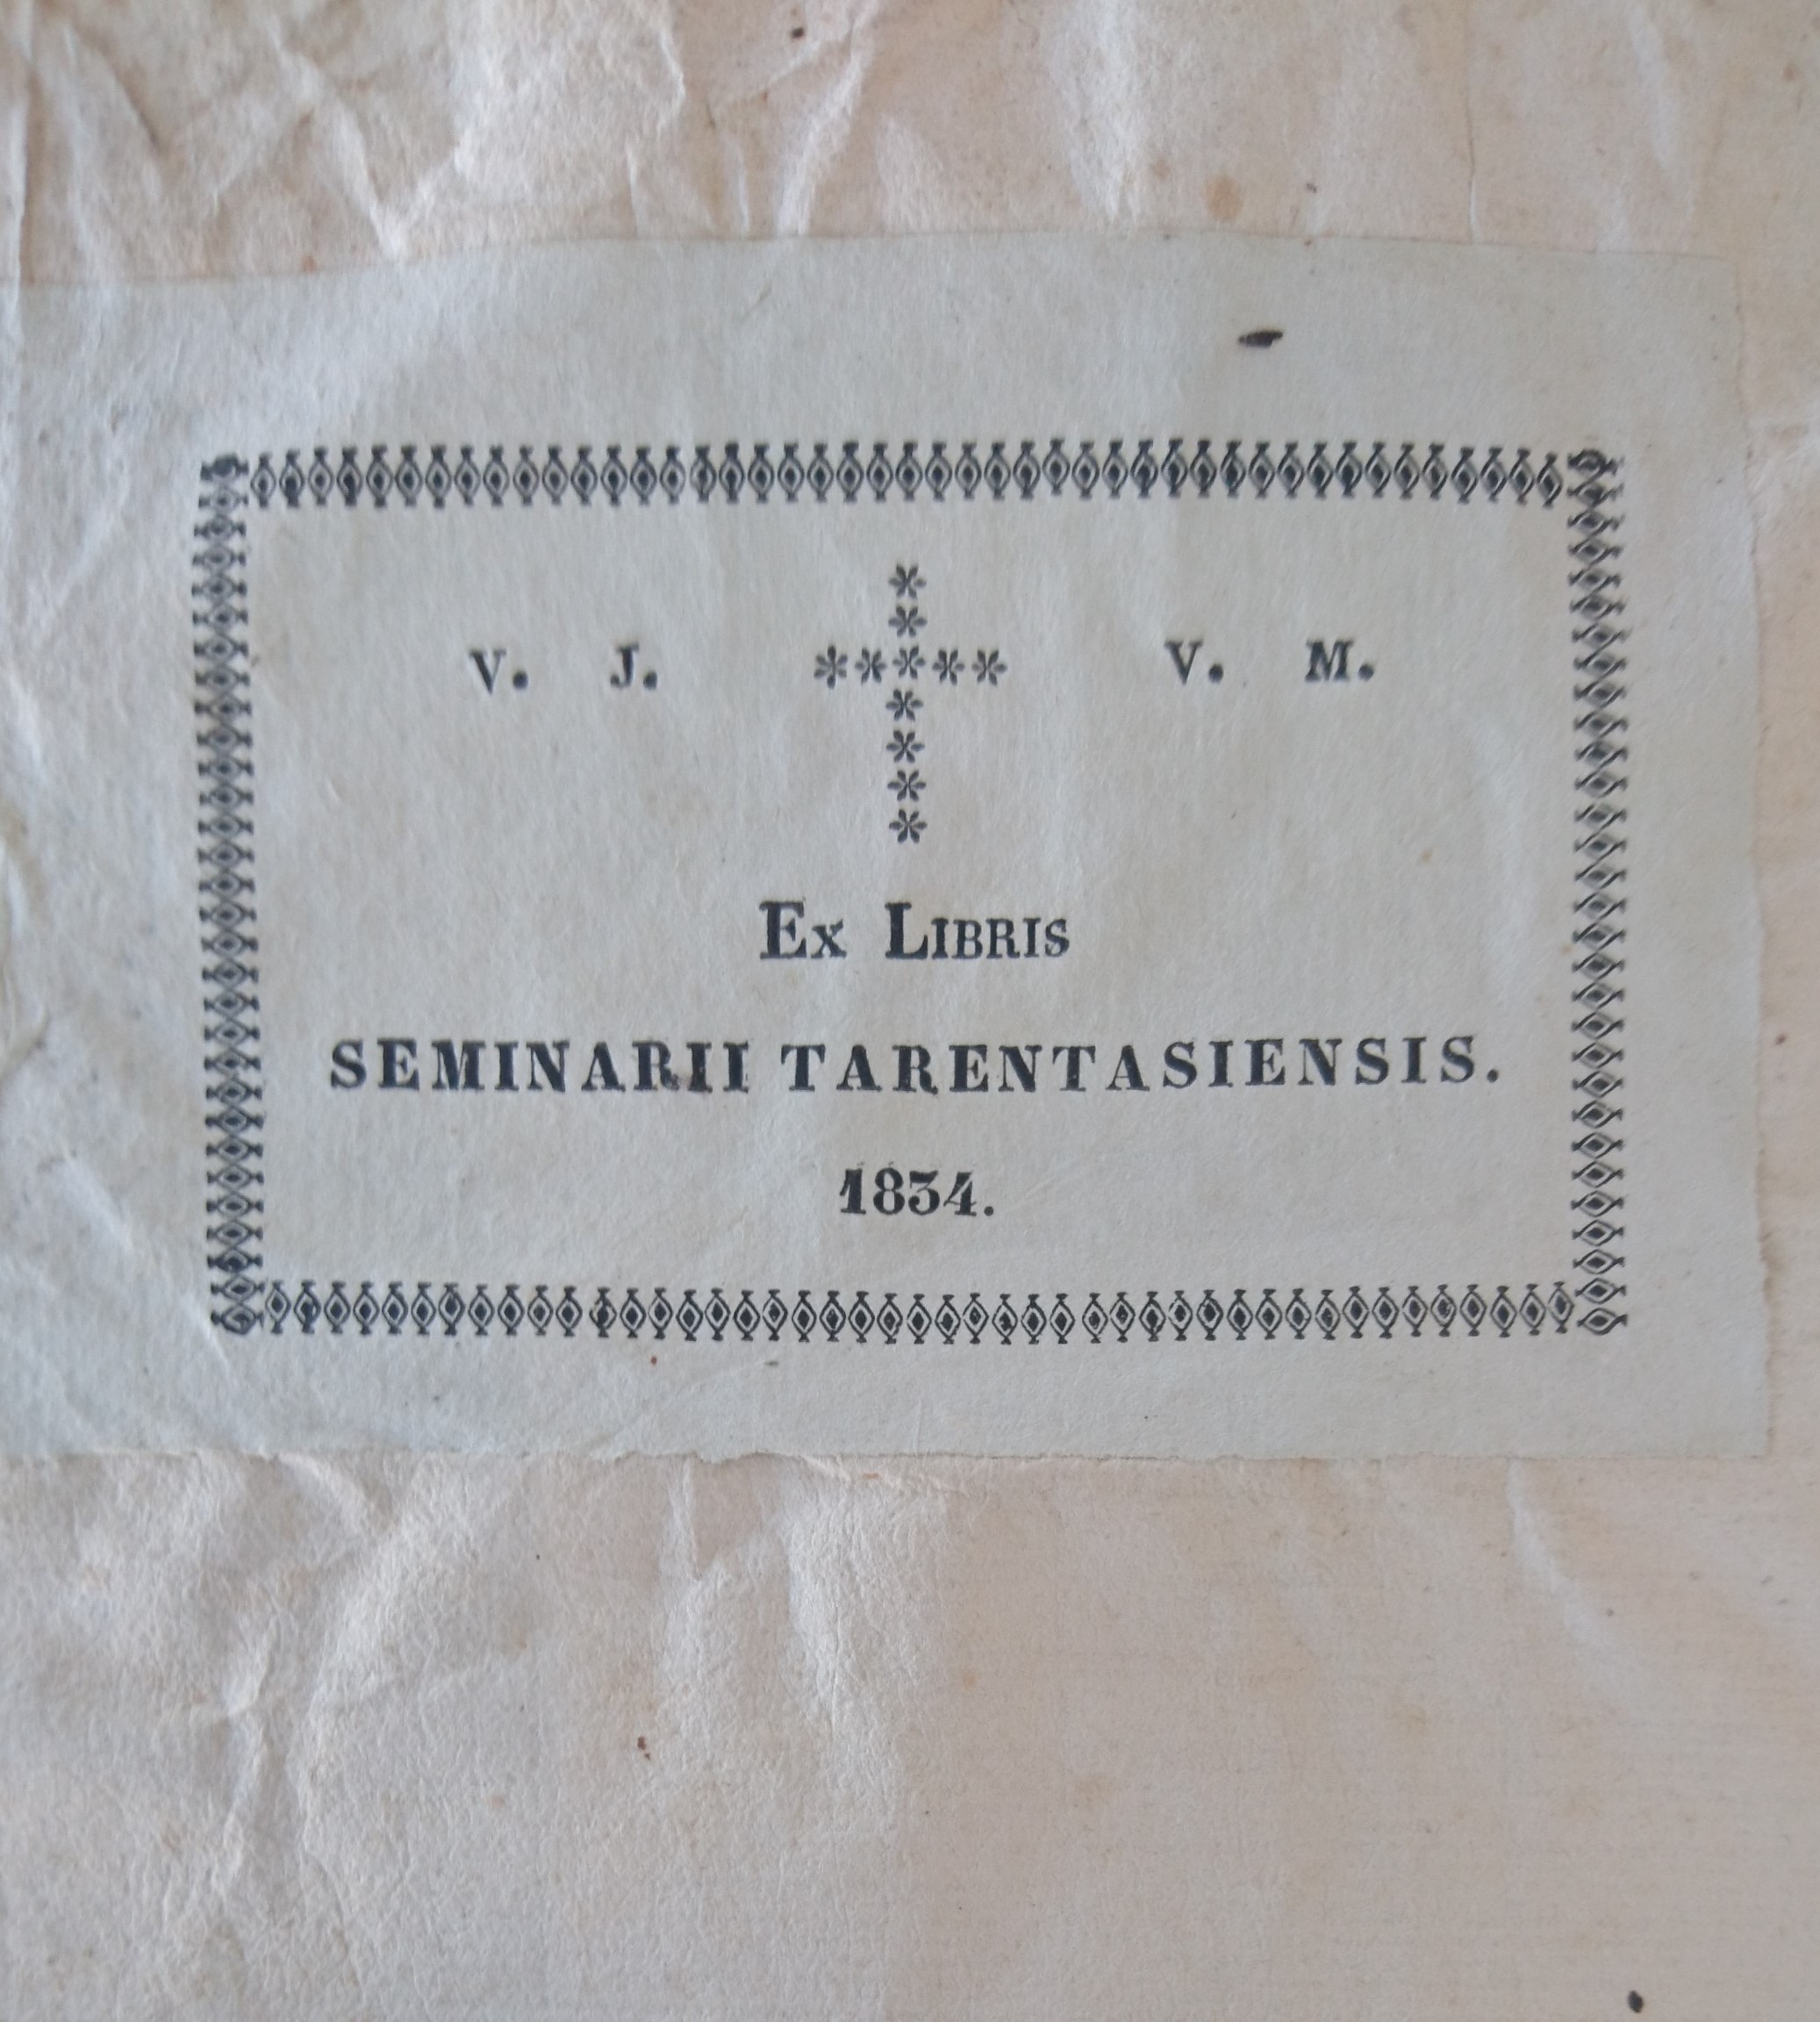 V. J. V. M.
Ex Libris
SEMINARII TARENTASIENSIS.
1834.